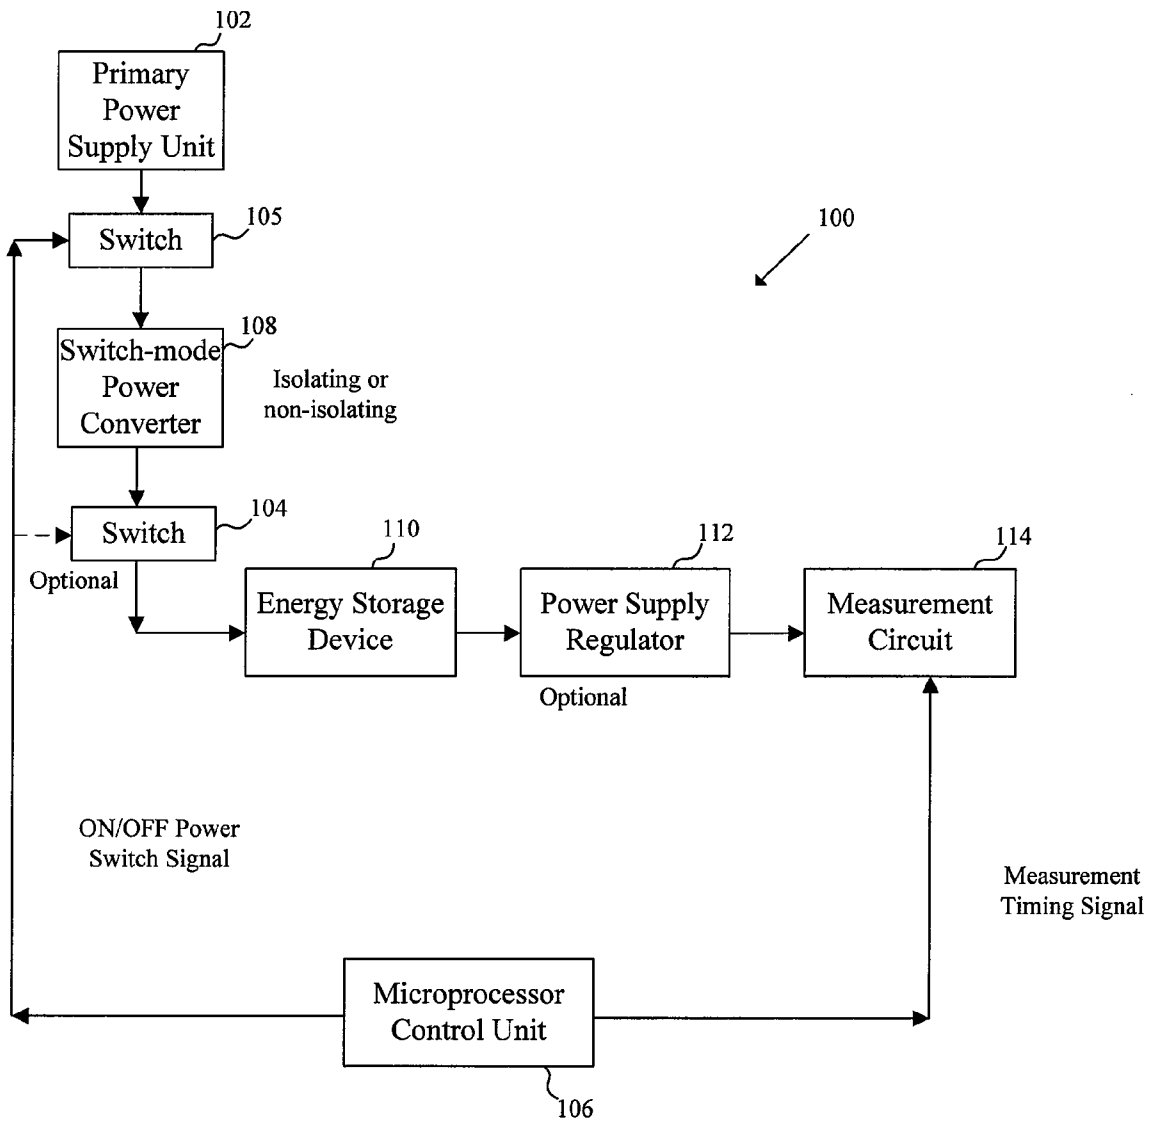 102
Primary
Power
Supply Unit
105
Switch
100
108
Switch-mode
Power
Converter
Isolating or
non-isolating
104
Switch
Optional
110
Energy Storage
Device
112
Power Supply
Regulator
Optional
114
Measurement
Circuit
ON/OFF Power
Switch Signal
Measurement
Timing Signal
Microprocessor
Control Unit
106